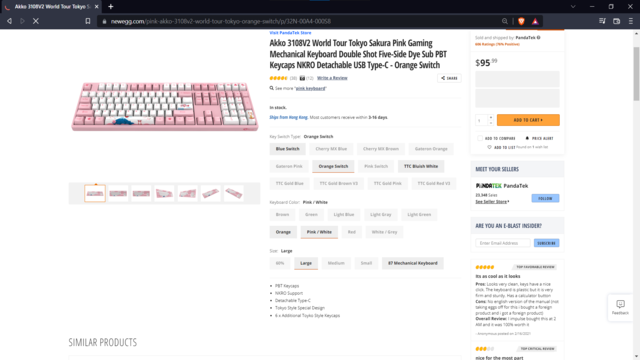 Akko 3108V2 World Tour Tokyo S
newegg.com/pink-akko-3108v2-world-tour-tokyo-orange-switch/p/32N-00A4-00058
Visit PandaTek Store
Akko 3108V2 World Tour Tokyo Sakura Pink Gaming
Mechanical Keyboard Double Shot Five-Side Dye Sub PBT
Keycaps NKRO Detachable USB Type-C - Orange Switch
Write a Review
SHARE
See more "pink keyboard"
In stock.
Ships from Hong Kong. Most customers receive within 3-16 days.
Key Switch Type: Orange Switch
Blue Switch
Cherry MX Blue
Cherry MX Brown
Gateron Orange
Gateron Pink
Orange Switch
Pink Switch
TTC Bluish White
TTC Gold Blue
TTC Gold Brown V3
TTC Gold Pink
TTC Gold Red V3
Keyboard Color: Pink / White
Brown
Green
Light Blue
Light Gray
Light Green
Orange
Pink / White
Red
White / Grey
Size: Large
60%
Large
Medium
Small
87 Mechanical Keyboard
PBT Keycaps
NKRO Support
Detachable Type-C
Tokyo Style Special Design
6 x Additional Toyko Style Keycaps
SIMILAR PRODUCTS
Sold and shipped by: PandaTek
$95.99
1
ADD TO CART
ADD TO COMPARE
PRICE ALERT
ADD TO LIST
MEET YOUR SELLERS
PANDATEK
PandaTek
See Seller Store
FOLLOW
ARE YOU AN E-BLAST INSIDER?
Enter Email Address
SUBSCRIBE
TOP FAVORABLE REVIEW
Its as cool as it looks
Pros: Looks very clean, keys have a nice
click. The keyboard is plastic but it is very
firm and sturdy. Has a calculator button
Cons: No english version of the manual (not
taking eggs off for this i bought a foreign
product and i got a foreign product)
Overall Review: I impulse bought this at 2
AM and it was 100% worth it
TOP CRITICAL REVIEW
nice for the most part
Feedback